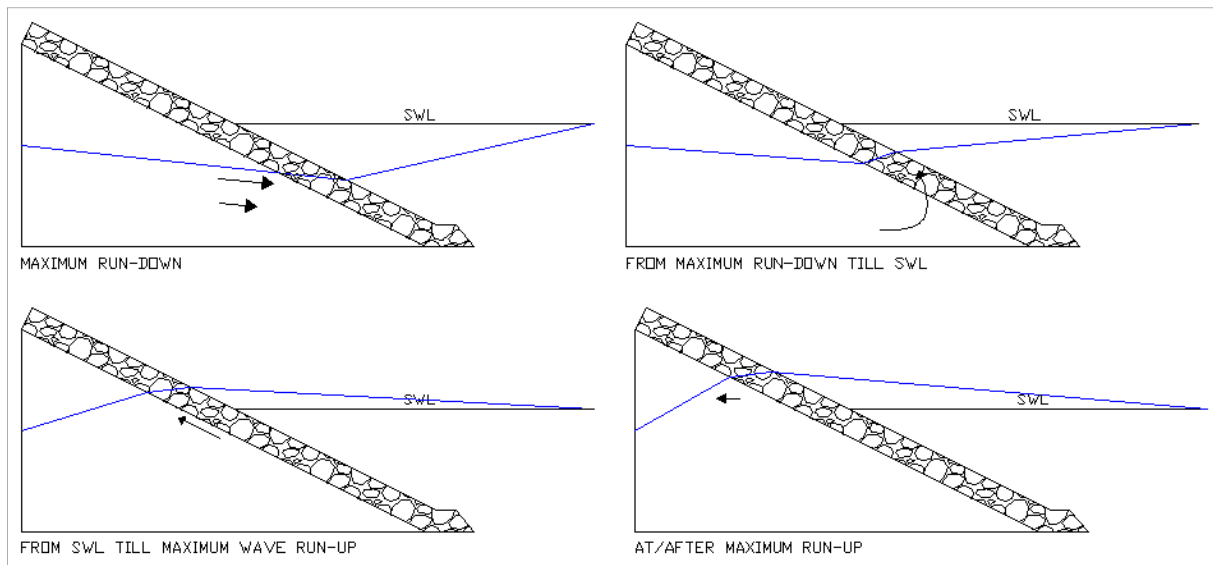 SWL
MAXIMUM RUN-DOWN
SWL
FROM MAXIMUM RUN-DOWN TILL SWL
SWL
FROM SWL TILL MAXIMUM WAVE RUN-UP
SWL
AT/AFTER MAXIMUM RUN-UP